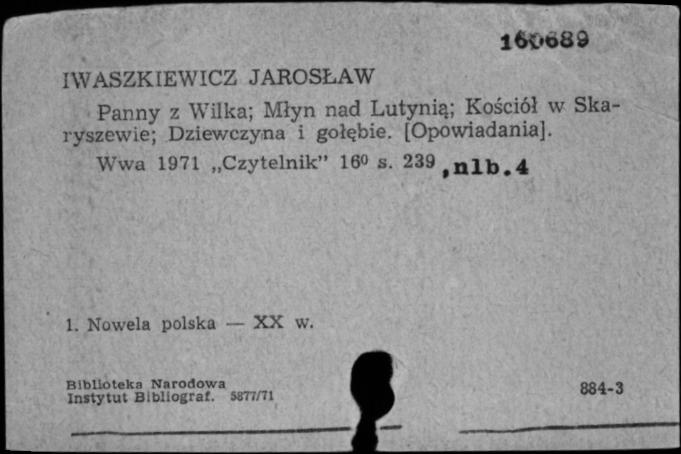 160689
IWASZKIEWICZ JAROSŁAW
Panny z Wilka; Młyn nad Lutynią; Kościół w Ska-
ryszewie; Dziewczyna i gołębie. [Opowiadania].
Wwa 1971 „Czytelnik” 16⁰ s. 239, nlb. 4
1. Nowela polska — XX w.
Biblioteka Narodowa
Instytut Bibliograf. 5877/71
884-3